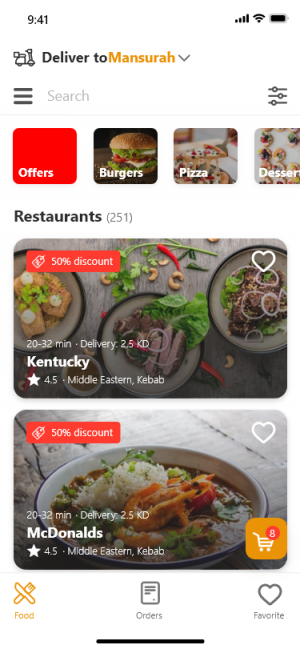 9:41
Deliver to Mansurah
Search
Offers
Burgers
Pizza
Desser
Restaurants (251)
50% discount
20-32 min · Delivery: 2.5 KD
Kentucky
4.5 · Middle Eastern, Kebab
50% discount
20-32 min · Delivery: 2.5 KD
McDonalds
4.5 · Middle Eastern, Kebab
8
Food
Orders
Favorite